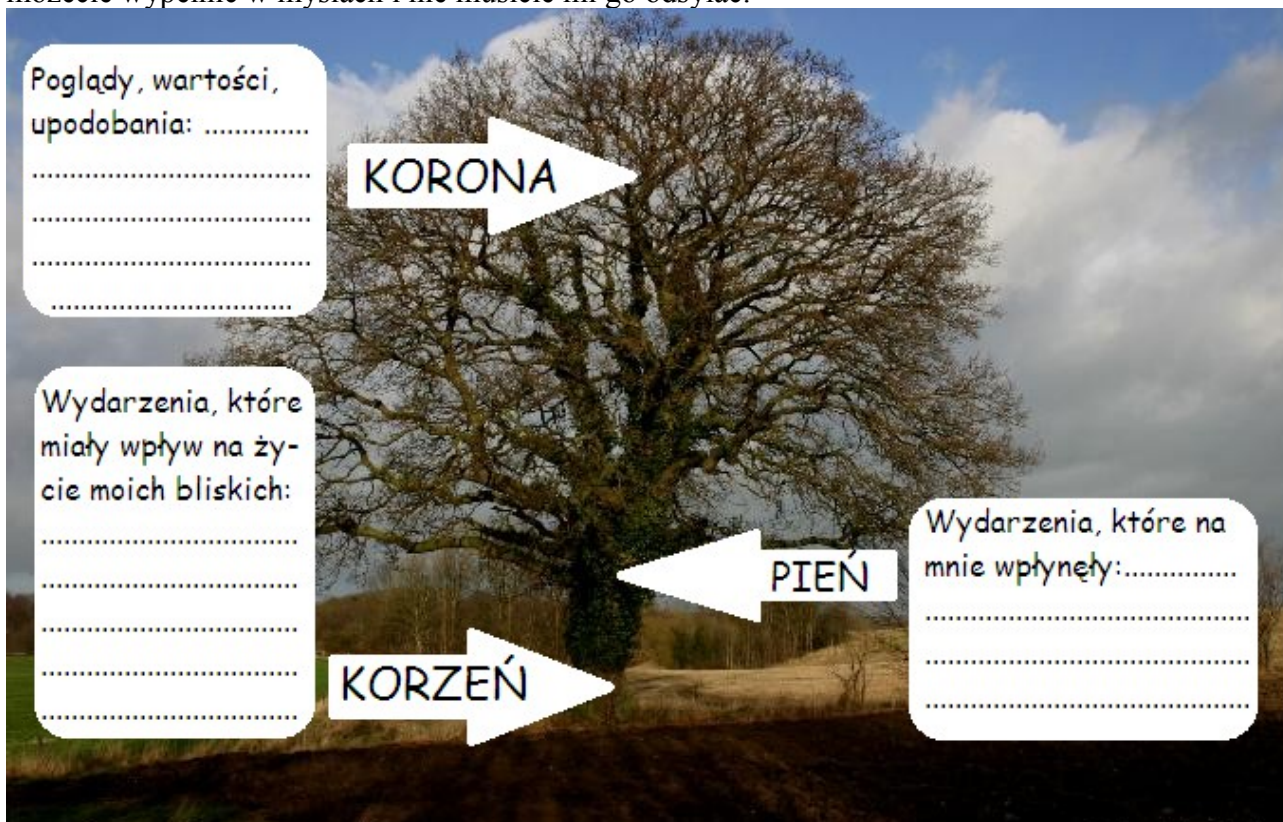 możecie wypełnić w myślach i nie musicie mi go odsyłać.
Poglądy, wartości,
upodobania: ..............
.....................................
.....................................
.....................................
................................
KORONA
Wydarzenia, które
miały wpływ na ży-
cie moich bliskich:
..................................
..................................
..................................
..................................
..................................
KORZEŃ
PIEŃ
Wydarzenia, które na
mnie wpłynęły:...............
...........................................
...........................................
...........................................